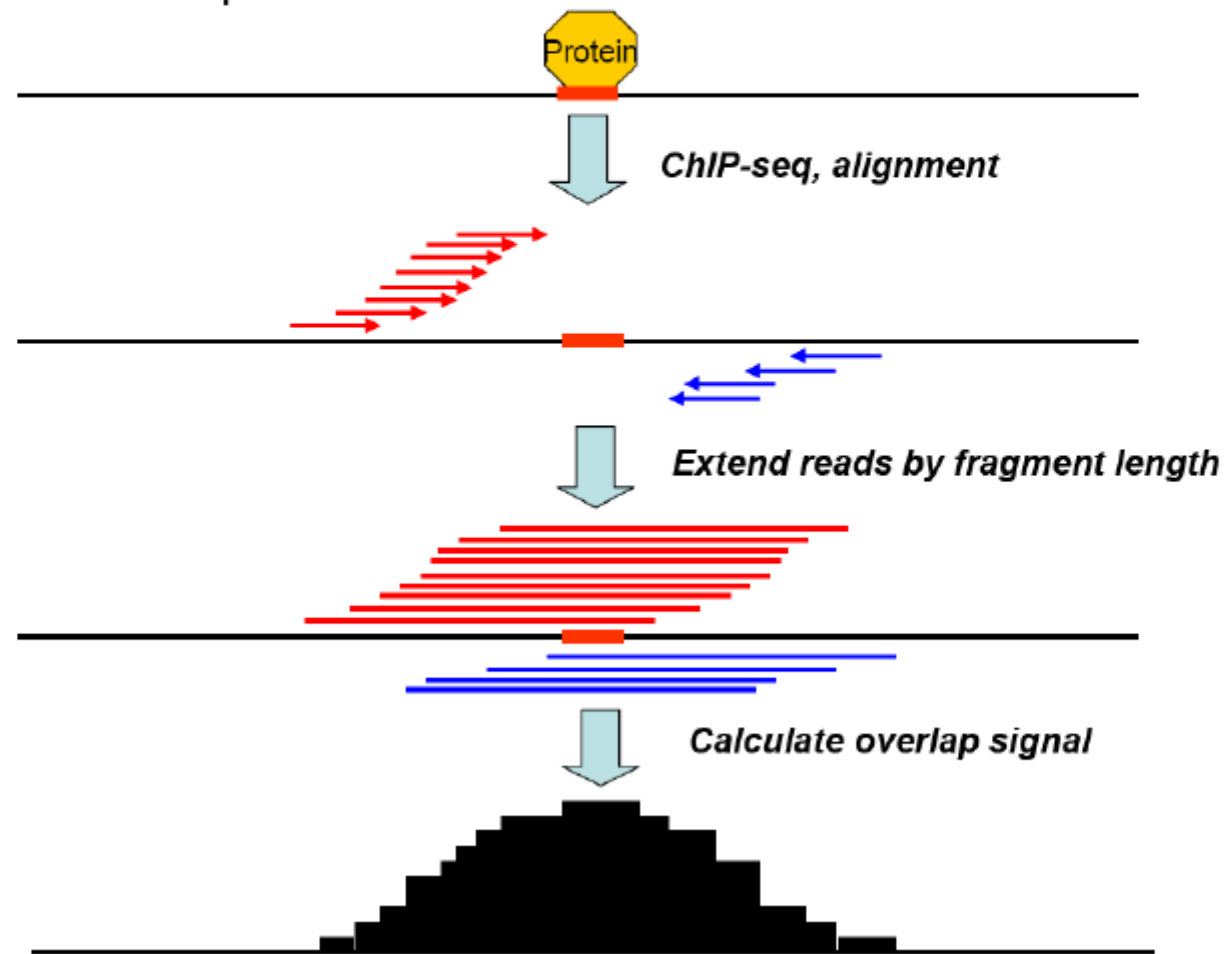 Protein
ChIP-seq, alignment
Extend reads by fragment length
Calculate overlap signal